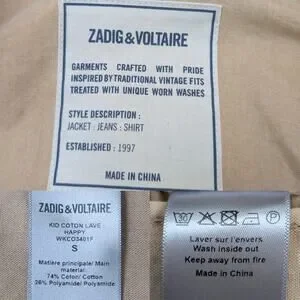 ZADIG & VOLTAIRE
GARMENTS CRAFTED WITH PRIDE
INSPIRED BY TRADITIONAL VINTAGE FITS
TREATED WITH UNIQUE WORN WASHES
STYLE DESCRIPTION :
JACKET : JEANS : SHIRT
ESTABLISHED : 1997
MADE IN CHINA
ZADIG & VOLTAIRE
KID COTON LAVE
HAPPY
WKCO3401F
S
Matière principale/ Main
material:
74% Coton/ Cotton
26% Polyamide/ Polyamide
Laver sur l'envers
Wash inside out
Keep away from fire
Made in China